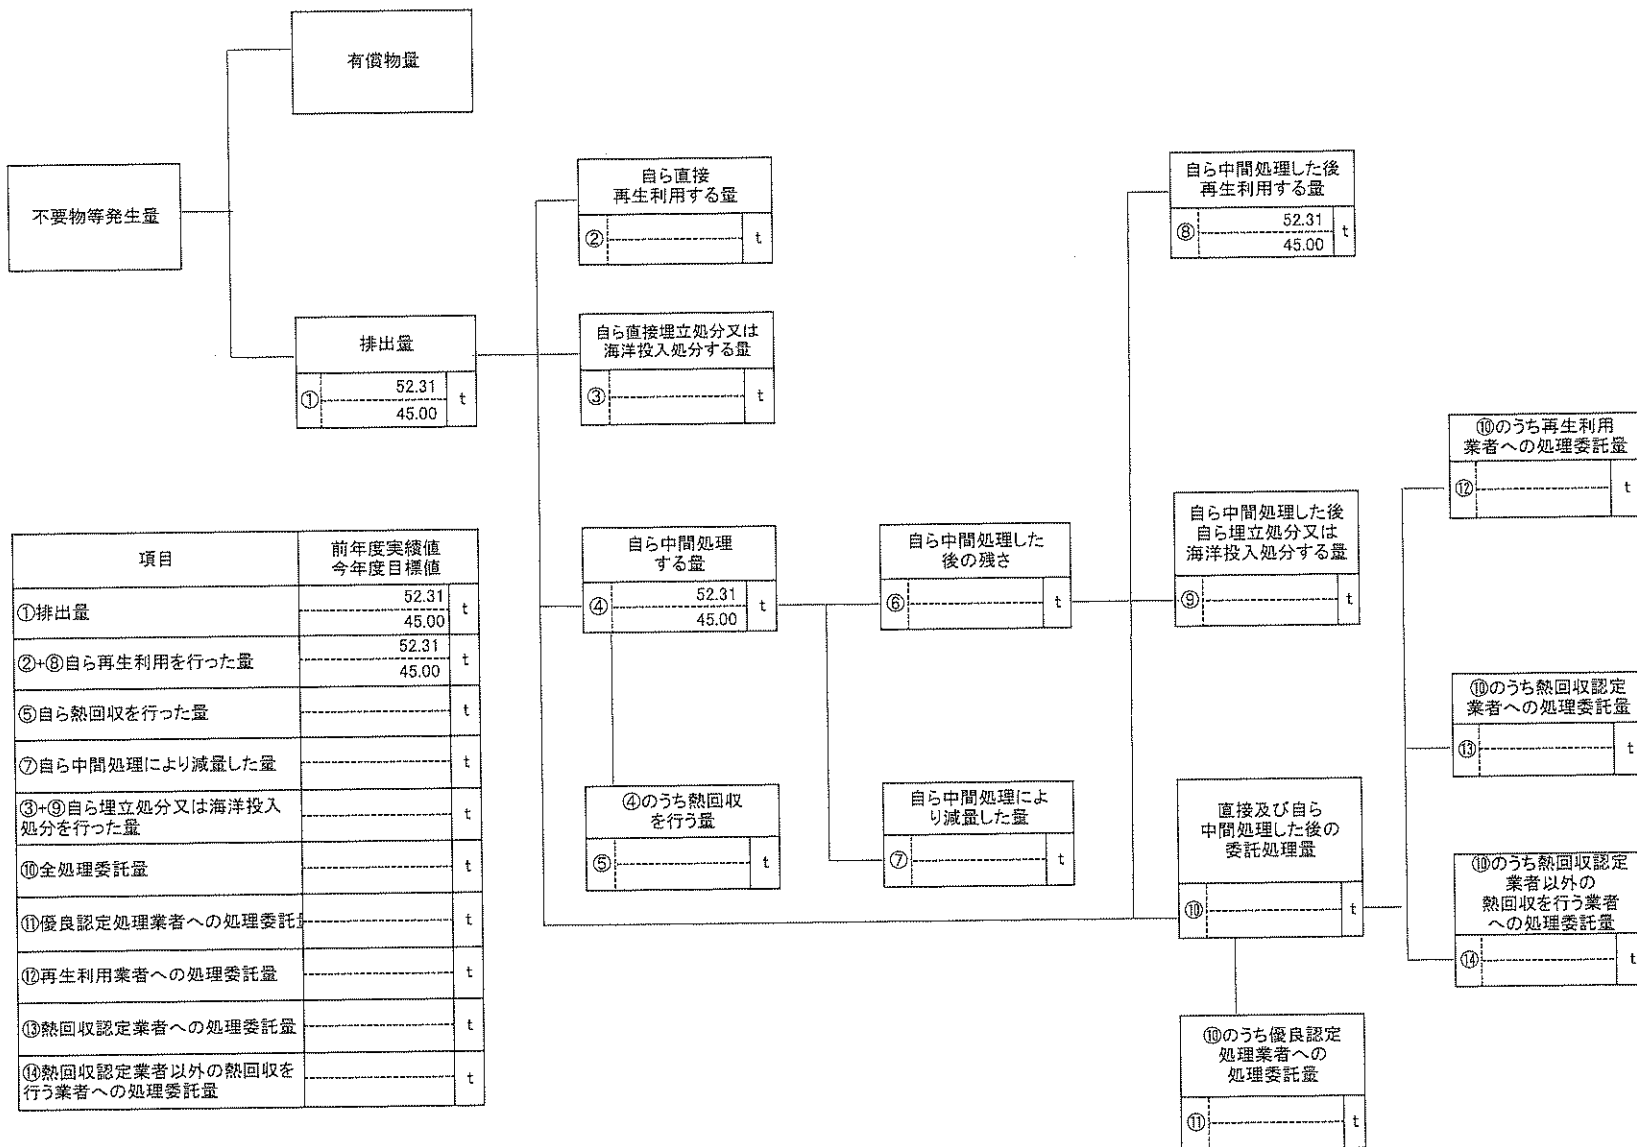 有償物量
不要物等発生量
排出量
① 52.31 t
45.00
自ら直接
再生利用する量
② t
自ら直接埋立処分又は
海洋投入処分する量
③ t
自ら中間処理
する量
④ 52.31 t
45.00
④のうち熱回収
を行う量
⑤ t
自ら中間処理した
後の残さ
⑥ t
自ら中間処理によ
り減量した量
⑦ t
自ら中間処理した後
再生利用する量
⑧ 52.31 t
45.00
自ら中間処理した後
自ら埋立処分又は
海洋投入処分する量
⑨ t
直接及び自ら
中間処理した後の
委託処理量
⑩ t
⑩のうち優良認定
処理業者への
処理委託量
⑪ t
⑩のうち再生利用
業者への処理委託量
⑫ t
⑩のうち熱回収認定
業者への処理委託量
⑬ t
⑩のうち熱回収認定
業者以外の
熱回収を行う業者
への処理委託量
⑭ t
項目 前年度実績値
今年度目標値
①排出量 52.31 t
45.00
②+⑧自ら再生利用を行った量 52.31 t
45.00
⑤自ら熱回収を行った量 t
⑦自ら中間処理により減量した量 t
③+⑨自ら埋立処分又は海洋投入
処分を行った量 t
⑩全処理委託量 t
⑪優良認定処理業者への処理委託 t
⑫再生利用業者への処理委託量 t
⑬熱回収認定業者への処理委託量 t
⑭熱回収認定業者以外の熱回収を
行う業者への処理委託量 t